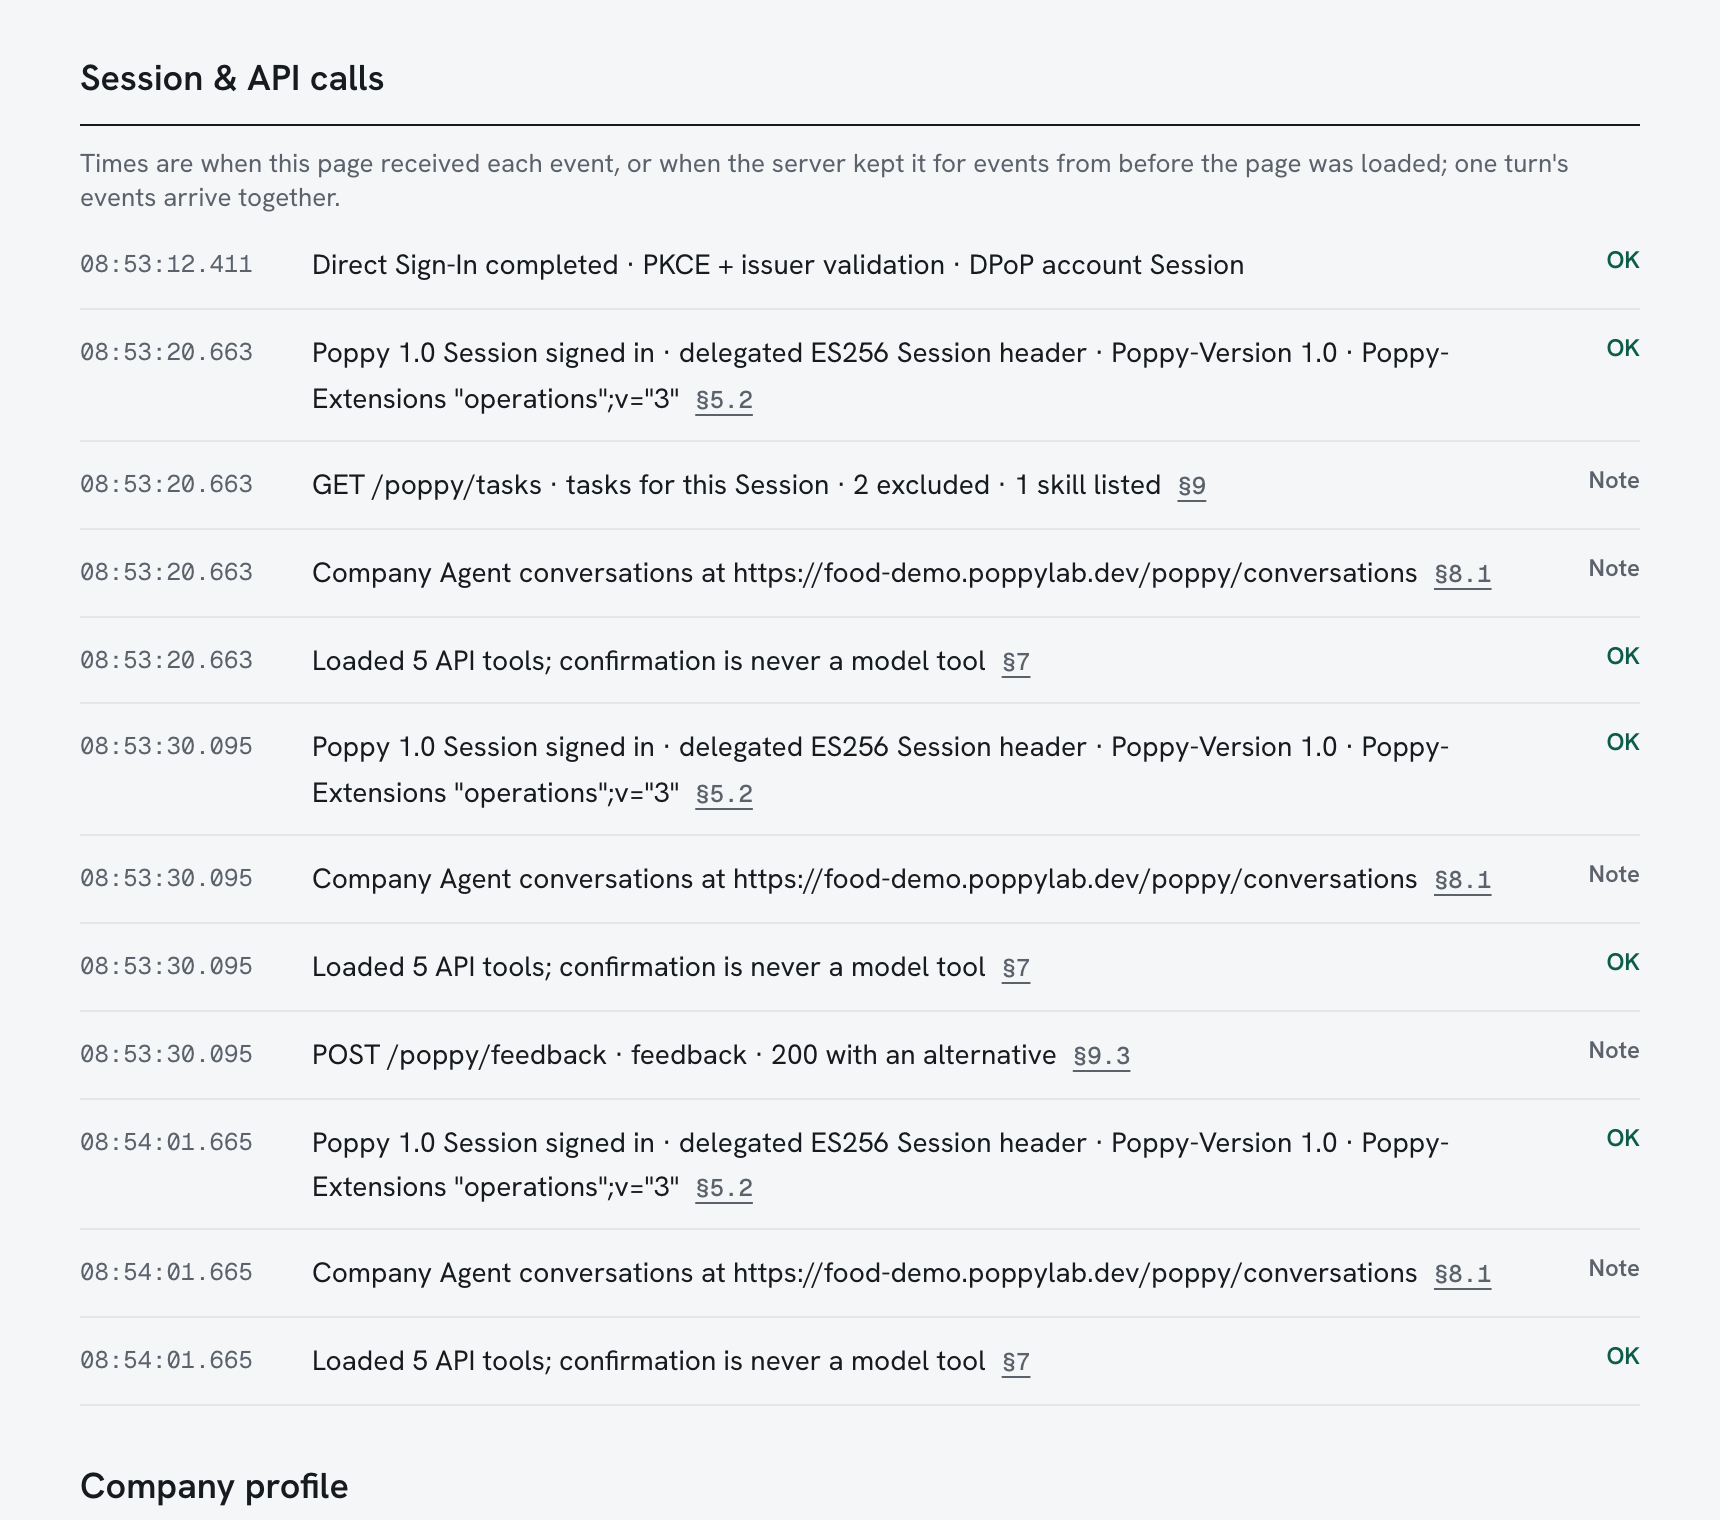 Session & API calls
Times are when this page received each event, or when the server kept it for events from before the page was loaded; one turn's
events arrive together.
08:53:12.411 Direct Sign-In completed · PKCE + issuer validation · DPoP account Session OK
08:53:20.663 Poppy 1.0 Session signed in · delegated ES256 Session header · Poppy-Version 1.0 · Poppy- OK
Extensions "operations";v="3" §5.2
08:53:20.663 GET /poppy/tasks · tasks for this Session · 2 excluded · 1 skill listed §9 Note
08:53:20.663 Company Agent conversations at https://food-demo.poppylab.dev/poppy/conversations §8.1 Note
08:53:20.663 Loaded 5 API tools; confirmation is never a model tool §7 OK
08:53:30.095 Poppy 1.0 Session signed in · delegated ES256 Session header · Poppy-Version 1.0 · Poppy- OK
Extensions "operations";v="3" §5.2
08:53:30.095 Company Agent conversations at https://food-demo.poppylab.dev/poppy/conversations §8.1 Note
08:53:30.095 Loaded 5 API tools; confirmation is never a model tool §7 OK
08:53:30.095 POST /poppy/feedback · feedback · 200 with an alternative §9.3 Note
08:54:01.665 Poppy 1.0 Session signed in · delegated ES256 Session header · Poppy-Version 1.0 · Poppy- OK
Extensions "operations";v="3" §5.2
08:54:01.665 Company Agent conversations at https://food-demo.poppylab.dev/poppy/conversations §8.1 Note
08:54:01.665 Loaded 5 API tools; confirmation is never a model tool §7 OK
Company profile